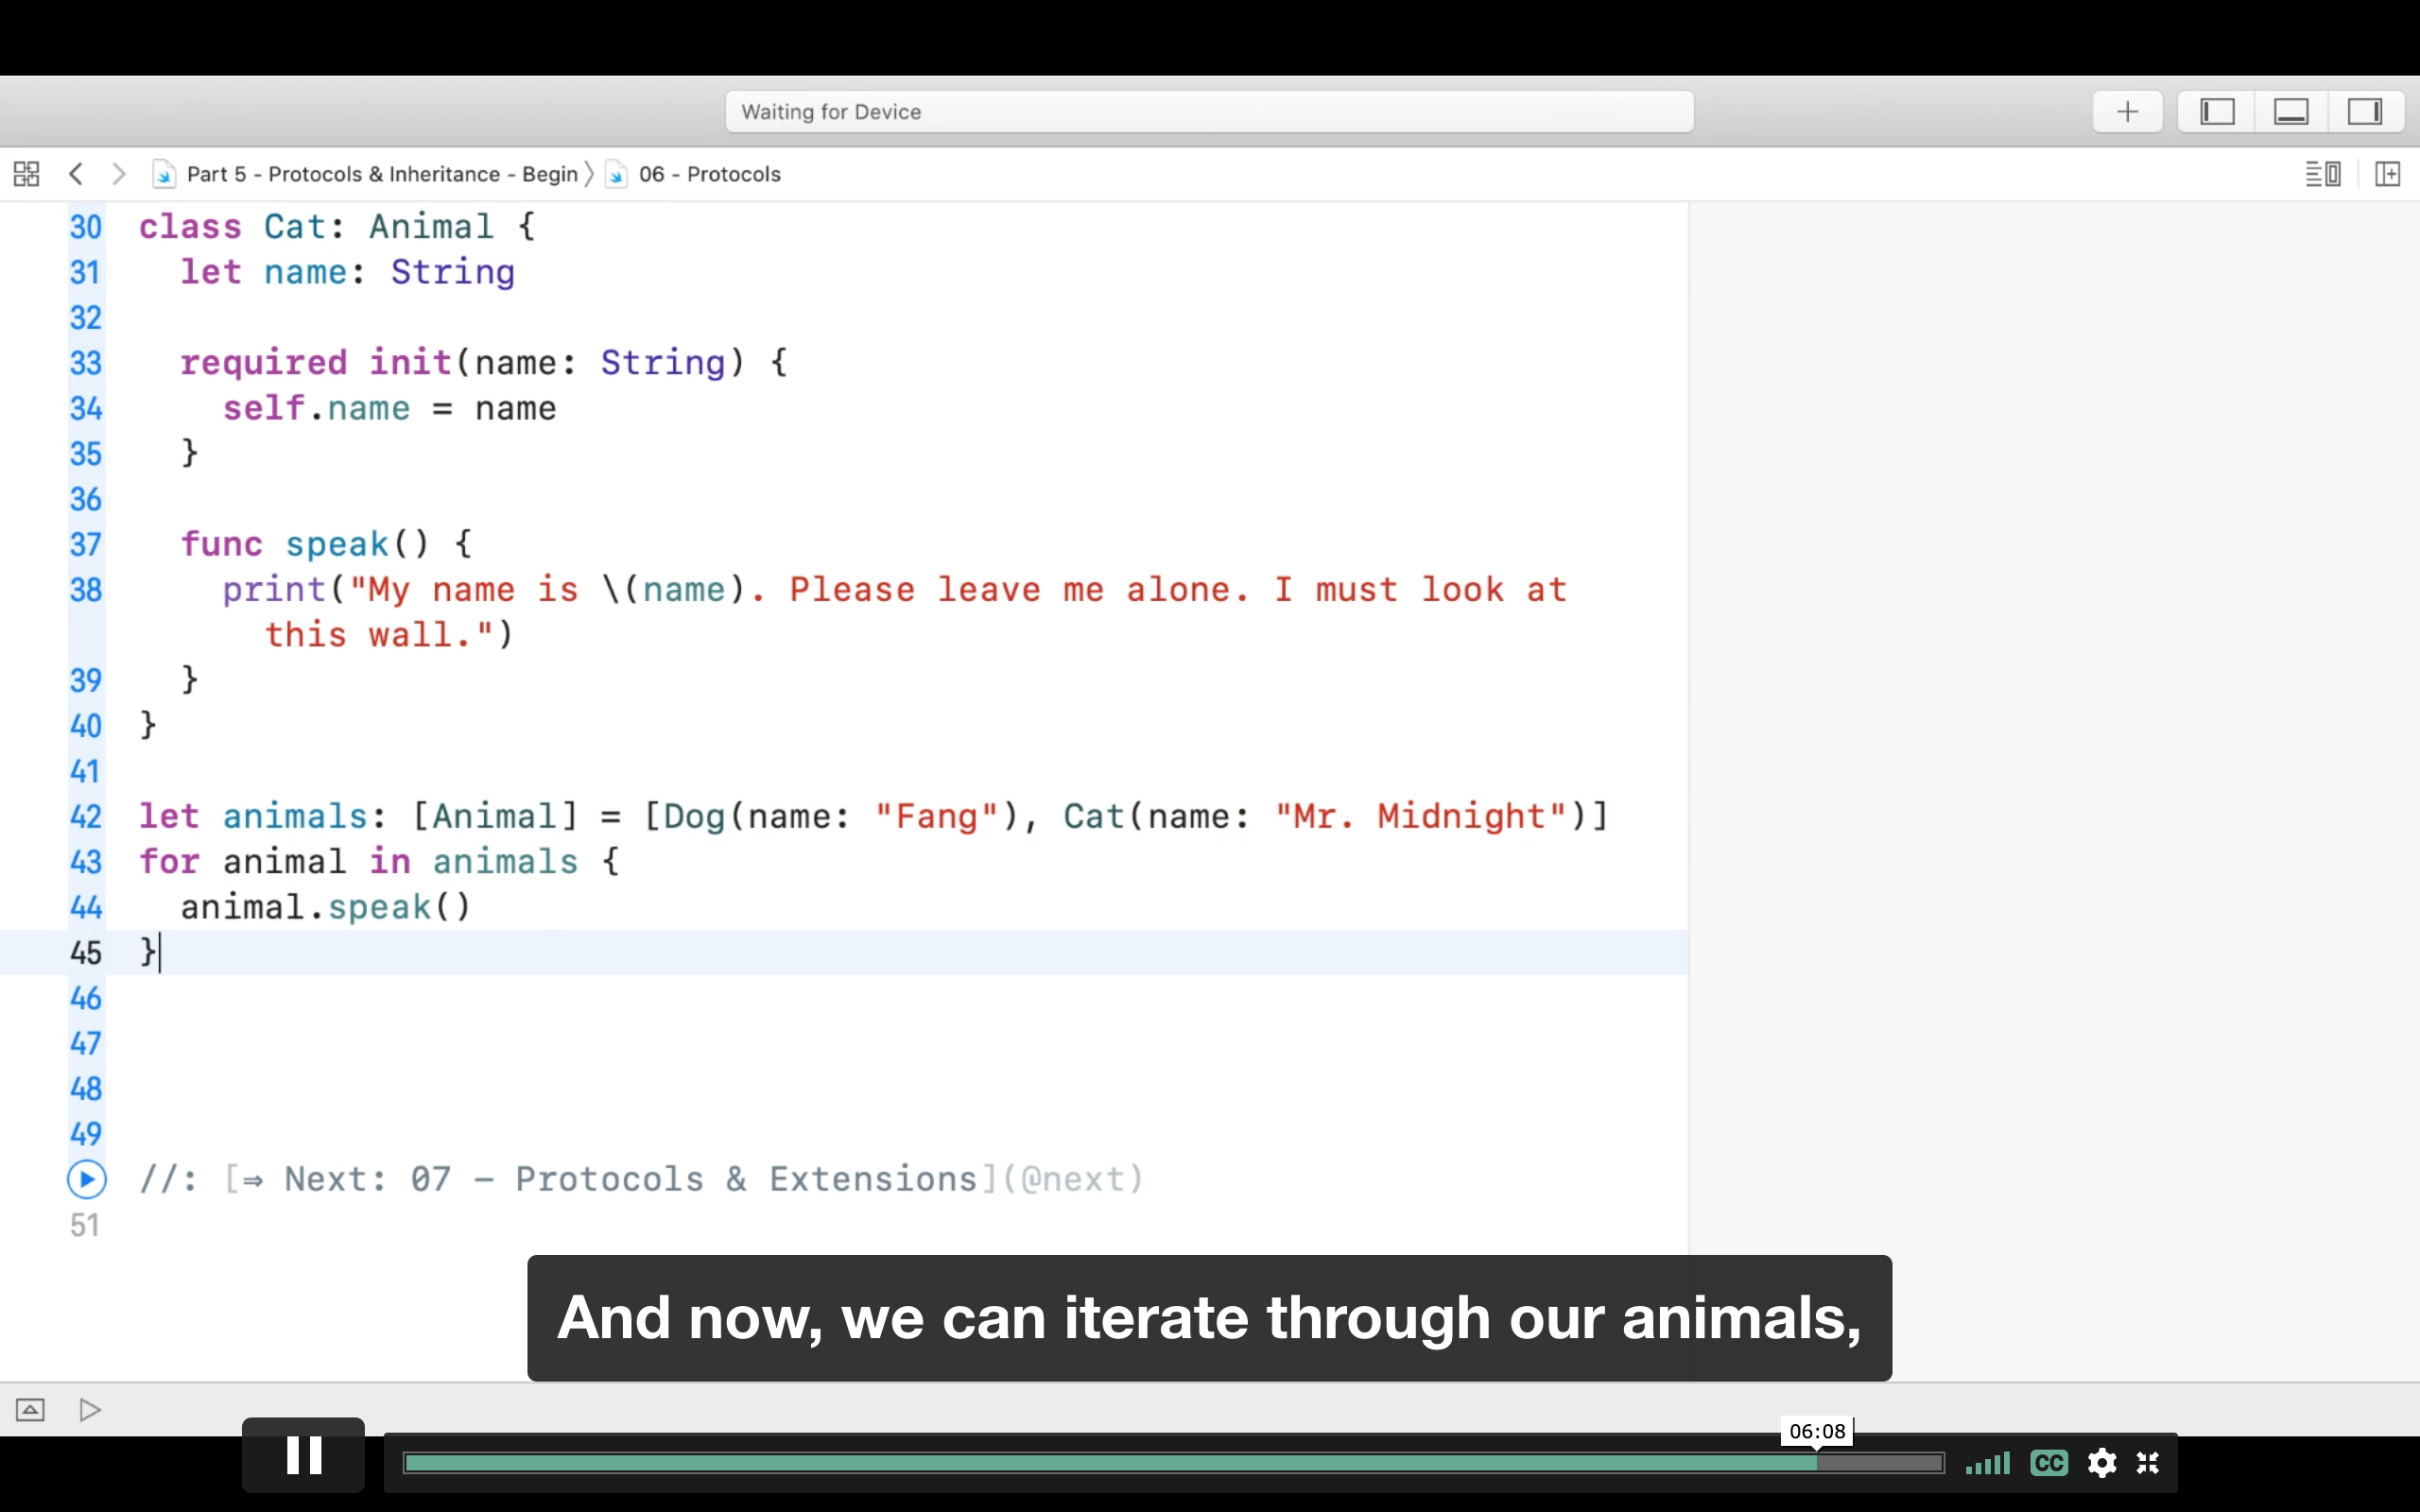 Waiting for Device
Part 5 - Protocols & Inheritance - Begin 〉 06 - Protocols
30 class Cat: Animal {
31   let name: String
32
33   required init(name: String) {
34     self.name = name
35   }
36
37   func speak() {
38     print("My name is \(name). Please leave me alone. I must look at
       this wall.")
39   }
40 }
41
42 let animals: [Animal] = [Dog(name: "Fang"), Cat(name: "Mr. Midnight")]
43 for animal in animals {
44   animal.speak()
45 }
46
47
48
49
//: [⇒ Next: 07 - Protocols & Extensions](@next)
51
And now, we can iterate through our animals,
06:08
CC